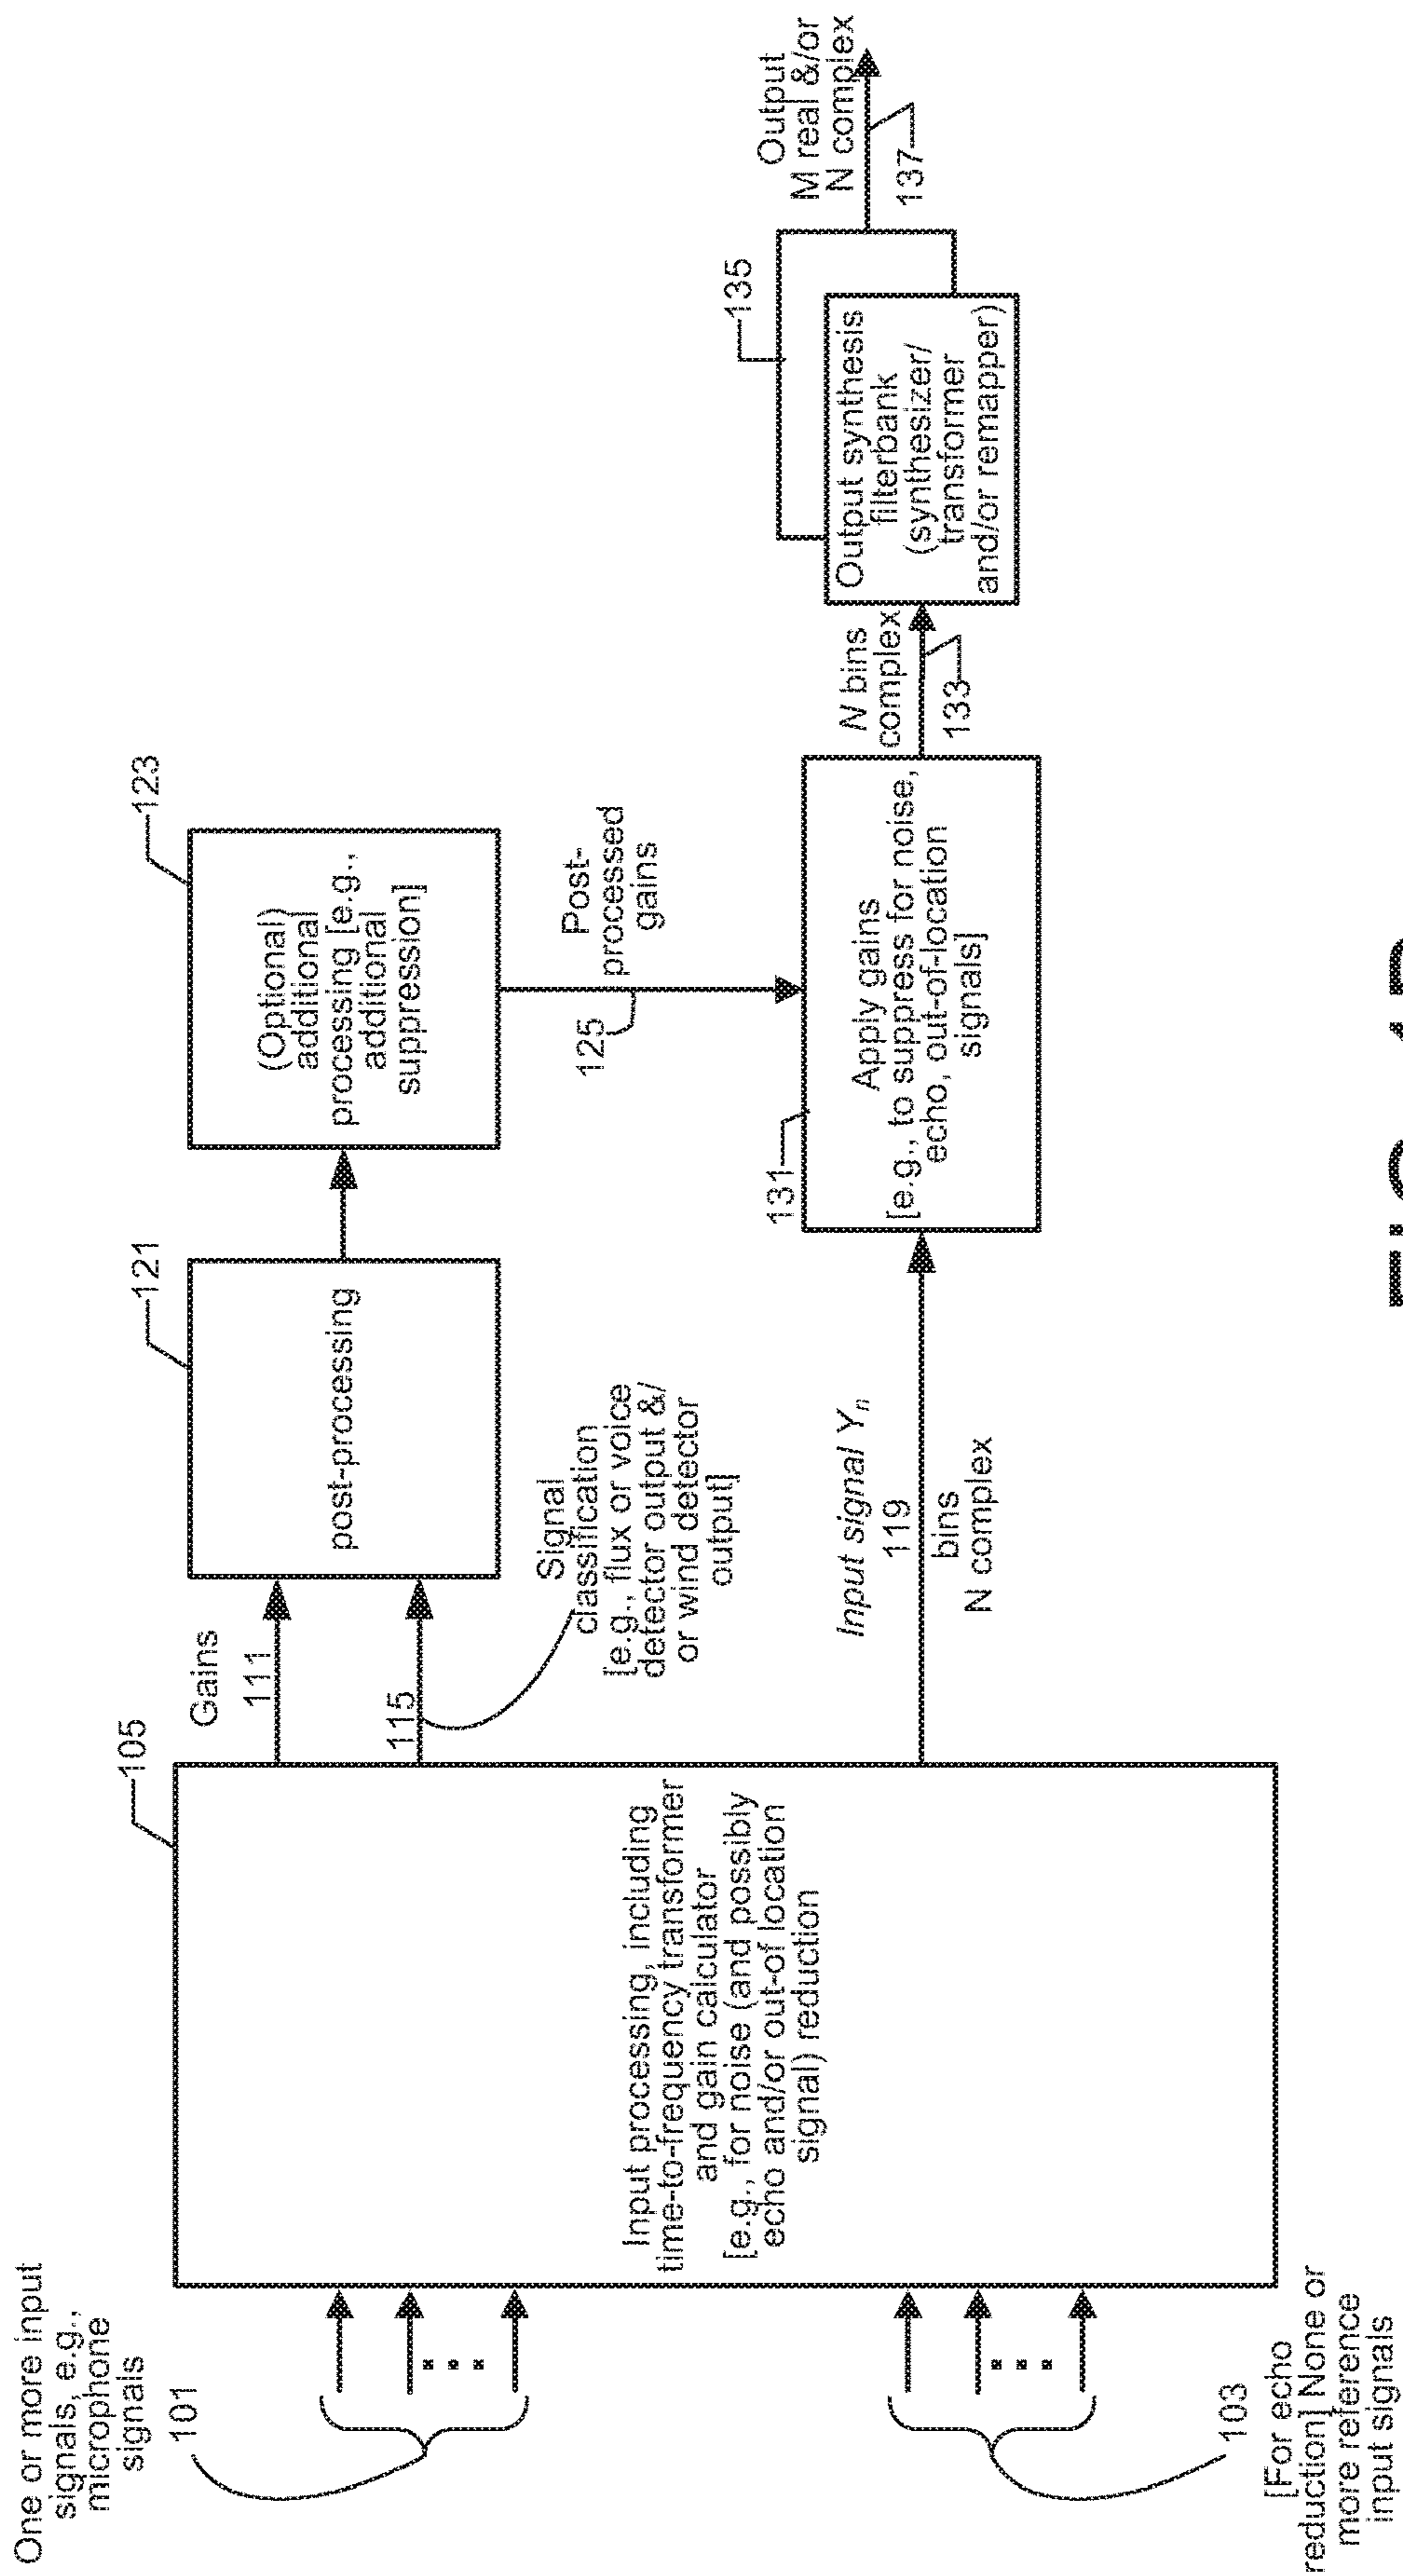 One or more input
signals, e.g.,
microphone
signals
101
[For echo
reduction] None or
more reference
input signals
103
105
Input processing, including
time-to-frequency transformer
and gain calculator
[e.g., for noise (and possibly
echo and/or out-of location
signal) reduction
Gains
111
115
Signal
classification
[e.g., flux or voice
detector output &/
or wind detector
output]
121
post-processing
123
(Optional)
additional
processing [e.g.,
additional
suppression]
125
Post-
processed
gains
Input signal Yn
119
bins
N complex
131
Apply gains
[e.g., to suppress for noise,
echo, out-of-location
signals]
N bins
complex
133
135
Output synthesis
filterbank
(synthesizer/
transformer
and/or remapper)
Output
M real &/or
N complex
137